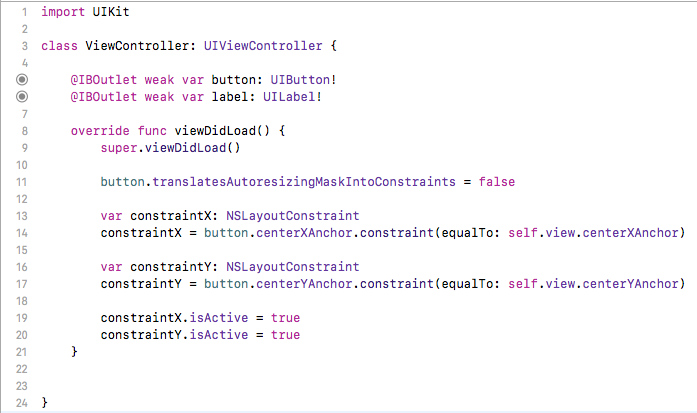 1 import UIKit
2
3 class ViewController: UIViewController {
4
@IBOutlet weak var button: UIButton!
@IBOutlet weak var label: UILabel!
7
8 override func viewDidLoad() {
9 super.viewDidLoad()
10
11 button.translatesAutoresizingMaskIntoConstraints = false
12
13 var constraintX: NSLayoutConstraint
14 constraintX = button.centerXAnchor.constraint(equalTo: self.view.centerXAnchor)
15
16 var constraintY: NSLayoutConstraint
17 constraintY = button.centerYAnchor.constraint(equalTo: self.view.centerYAnchor)
18
19 constraintX.isActive = true
20 constraintY.isActive = true
21 }
22
23
24 }